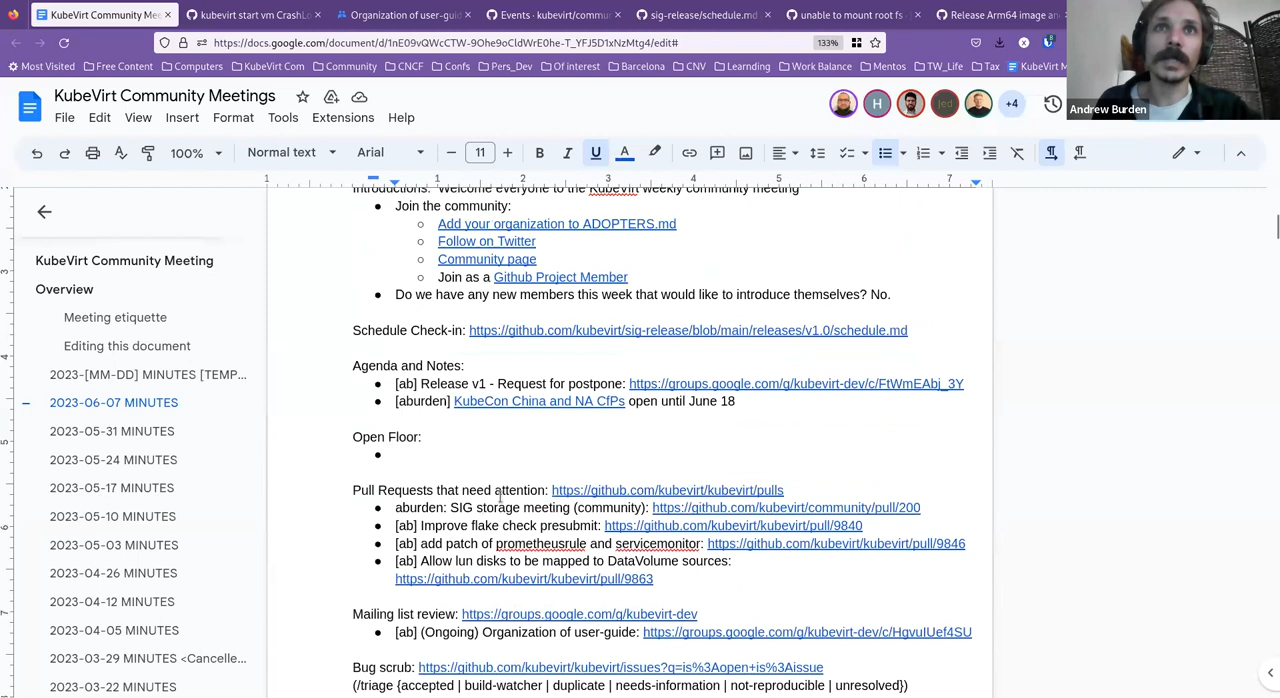 KubeVirt Community Mee
kubevirt start vm CrashLo
Organization of user-guid
Events · kubevirt/commun
sig-release/schedule.md
unable to mount root fs
Release Arm64 image an
https://docs.google.com/document/d/1nE09vQWcCTW-9Ohe9oCldWrE0he-T_YFJ5D1xNzMtg4/edit#
133%
Most Visited
Free Content
Computers
KubeVirt Com
Community
CNCF
Confs
Pers_Dev
Of interest
Barcelona
CNV
Learnding
Work Balance
Mentos
TW_Life
Tax
KubeVirt M
Andrew Burden
KubeVirt Community Meetings
File
Edit
View
Insert
Format
Tools
Extensions
Help
H
Jed
+4
100%
Normal text
Arial
11
1 1 2 3 4 5 6 7
KubeVirt Community Meeting
Overview
Meeting etiquette
Editing this document
2023-[MM-DD] MINUTES [TEMP...
2023-06-07 MINUTES
2023-05-31 MINUTES
2023-05-24 MINUTES
2023-05-17 MINUTES
2023-05-10 MINUTES
2023-05-03 MINUTES
2023-04-26 MINUTES
2023-04-12 MINUTES
2023-04-05 MINUTES
2023-03-29 MINUTES <Cancelle...
2023-03-22 MINUTES
Introductions: Welcome everyone to the KubeVirt weekly community meeting
● Join the community:
○ Add your organization to ADOPTERS.md
○ Follow on Twitter
○ Community page
○ Join as a Github Project Member
● Do we have any new members this week that would like to introduce themselves? No.
Schedule Check-in: https://github.com/kubevirt/sig-release/blob/main/releases/v1.0/schedule.md
Agenda and Notes:
● [ab] Release v1 - Request for postpone: https://groups.google.com/g/kubevirt-dev/c/FtWmEAbj_3Y
● [aburden] KubeCon China and NA CfPs open until June 18
Open Floor:
●
Pull Requests that need attention: https://github.com/kubevirt/kubevirt/pulls
● aburden: SIG storage meeting (community): https://github.com/kubevirt/community/pull/200
● [ab] Improve flake check presubmit: https://github.com/kubevirt/kubevirt/pull/9840
● [ab] add patch of prometheusrule and servicemonitor: https://github.com/kubevirt/kubevirt/pull/9846
● [ab] Allow lun disks to be mapped to DataVolume sources:
https://github.com/kubevirt/kubevirt/pull/9863
Mailing list review: https://groups.google.com/g/kubevirt-dev
● [ab] (Ongoing) Organization of user-guide: https://groups.google.com/g/kubevirt-dev/c/HgvuIUef4SU
Bug scrub: https://github.com/kubevirt/kubevirt/issues?q=is%3Aopen+is%3Aissue
(/triage {accepted | build-watcher | duplicate | needs-information | not-reproducible | unresolved})